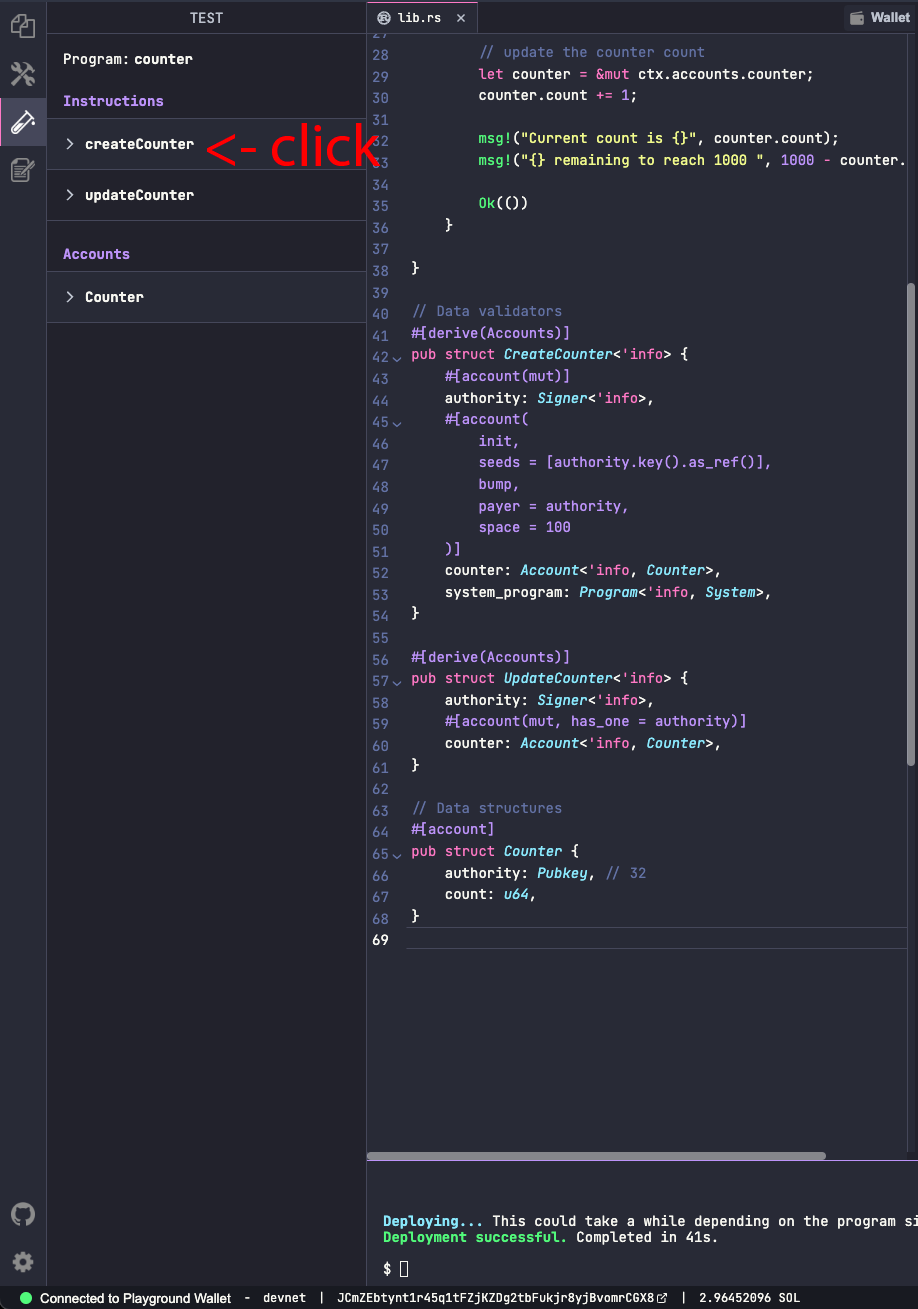 TEST
Program: counter
Instructions
createCounter <- click
updateCounter
Accounts
Counter
lib.rs ×
Wallet
27
28 // update the counter count
29 let counter = &mut ctx.accounts.counter;
30 counter.count += 1;
31
32 msg!("Current count is {}", counter.count);
33 msg!("{} remaining to reach 1000 ", 1000 - counter.
34
35 Ok(())
36 }
37
38 }
39
40 // Data validators
41 #[derive(Accounts)]
42 pub struct CreateCounter<'info> {
43 #[account(mut)]
44 authority: Signer<'info>,
45 #[account(
46 init,
47 seeds = [authority.key().as_ref()],
48 bump,
49 payer = authority,
50 space = 100
51 )]
52 counter: Account<'info, Counter>,
53 system_program: Program<'info, System>,
54 }
55
56 #[derive(Accounts)]
57 pub struct UpdateCounter<'info> {
58 authority: Signer<'info>,
59 #[account(mut, has_one = authority)]
60 counter: Account<'info, Counter>,
61 }
62
63 // Data structures
64 #[account]
65 pub struct Counter {
66 authority: Pubkey, // 32
67 count: u64,
68 }
69
Deploying... This could take a while depending on the program si
Deployment successful. Completed in 41s.
$
Connected to Playground Wallet - devnet | JCmZEbtynt1r45q1tFZjKZDg2tbFukjr8yjBvomrCGX8 | 2.96452096 SOL